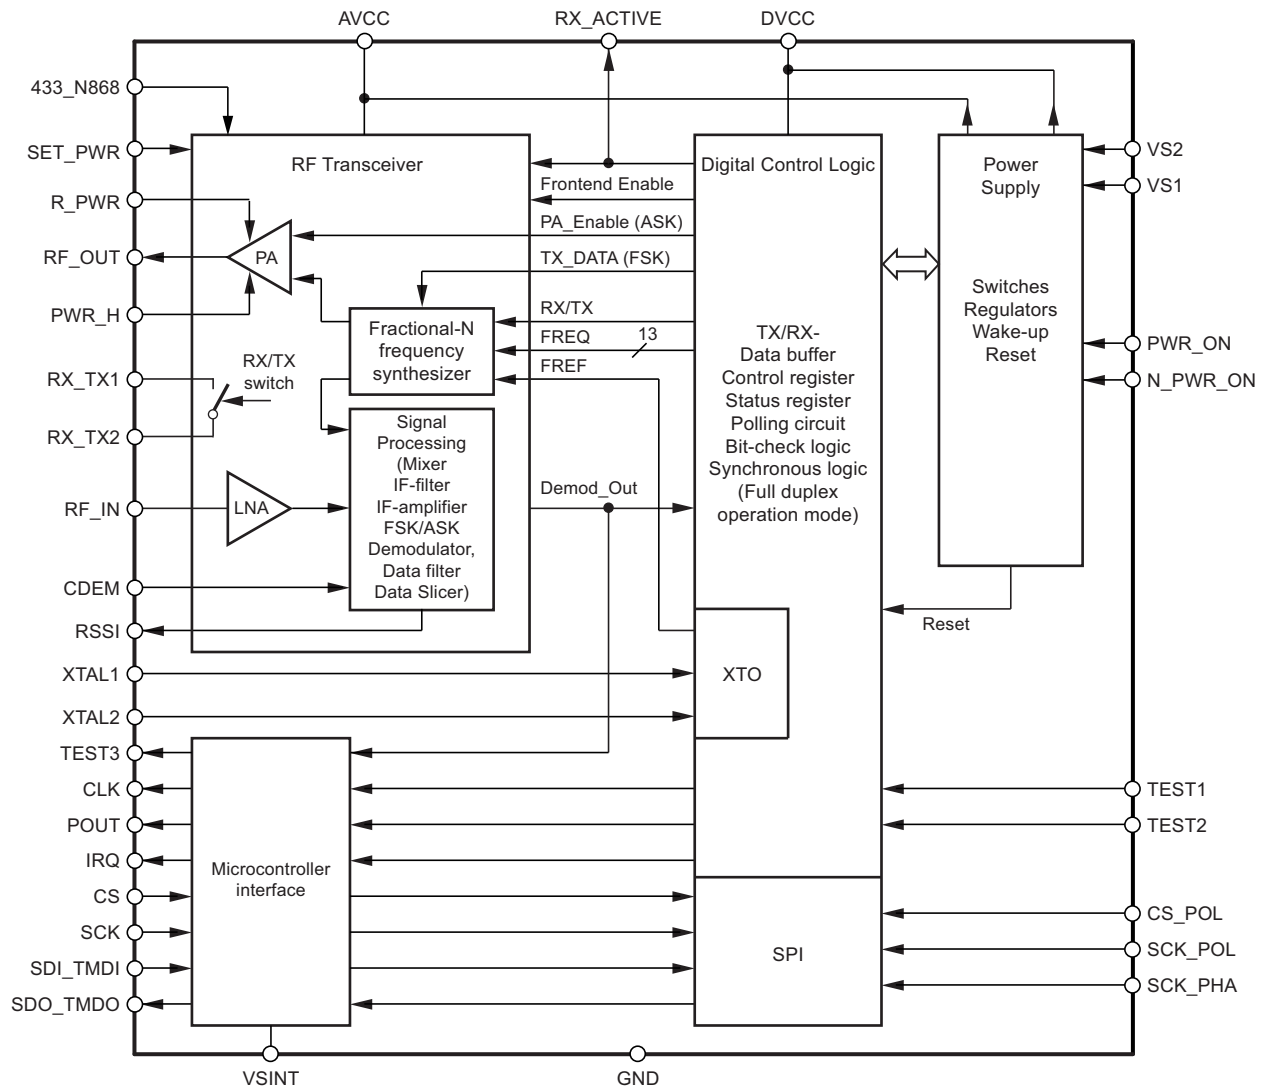 AVCC
RX_ACTIVE
DVCC
433_N868
SET_PWR
R_PWR
RF_OUT
PWR_H
RX_TX1
RX_TX2
RF_IN
CDEM
RSSI
XTAL1
XTAL2
TEST3
CLK
POUT
IRQ
CS
SCK
SDI_TMDI
SDO_TMDO
RF Transceiver
PA
RX/TX
switch
LNA
Fractional-N
frequency
synthesizer
Signal
Processing
(Mixer
IF-filter
IF-amplifier
FSK/ASK
Demodulator,
Data filter
Data Slicer)
Frontend Enable
PA_Enable (ASK)
TX_DATA (FSK)
RX/TX
FREQ
13
FREF
Demod_Out
Digital Control Logic
TX/RX-
Data buffer
Control register
Status register
Polling circuit
Bit-check logic
Synchronous logic
(Full duplex
operation mode)
XTO
SPI
Microcontroller
interface
Power
Supply
Switches
Regulators
Wake-up
Reset
Reset
VS2
VS1
PWR_ON
N_PWR_ON
TEST1
TEST2
CS_POL
SCK_POL
SCK_PHA
VSINT
GND